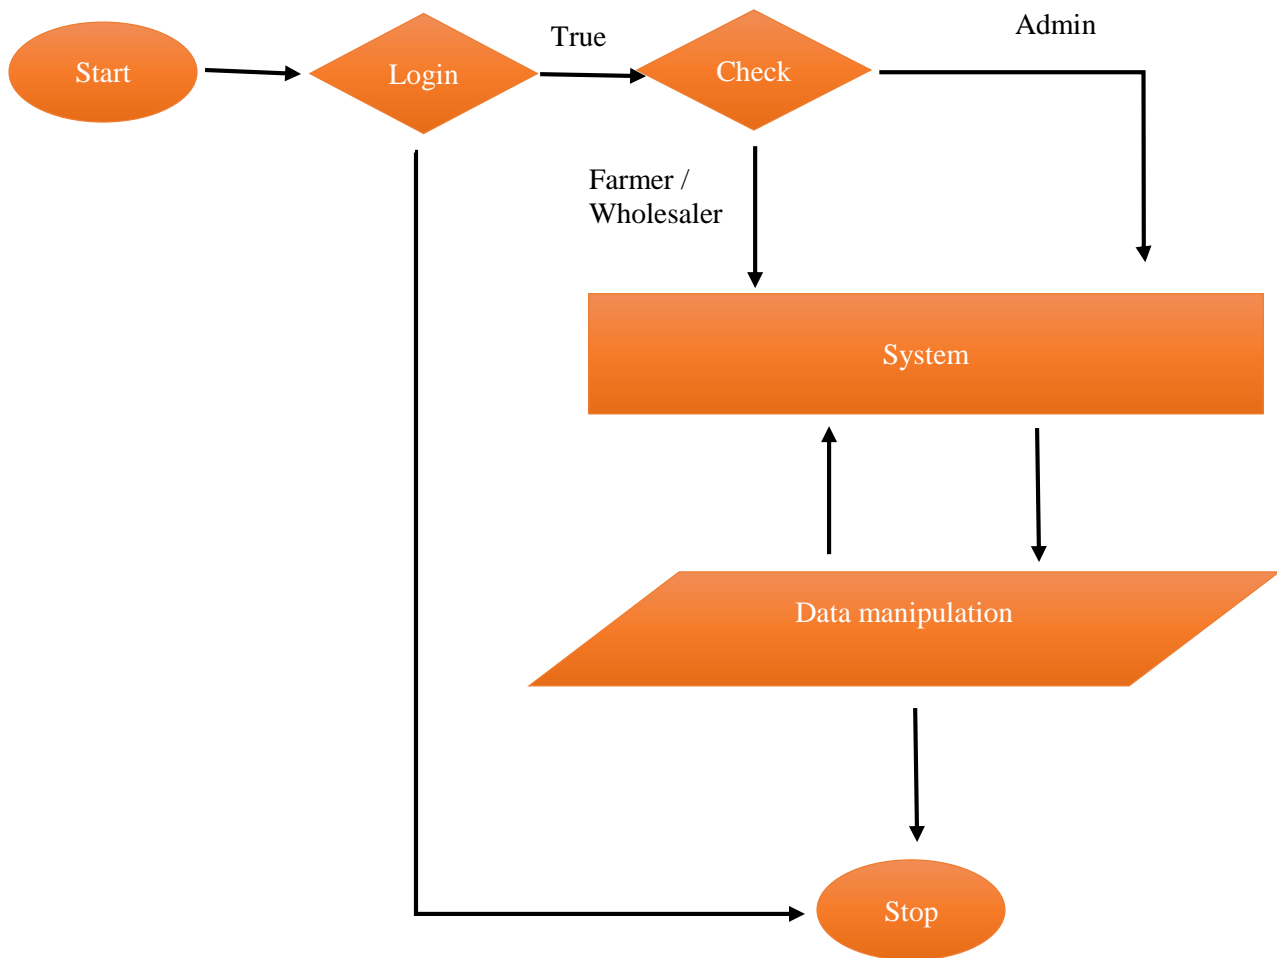 Start
Login
True
Check
Admin
Farmer /
Wholesaler
System
Data manipulation
Stop